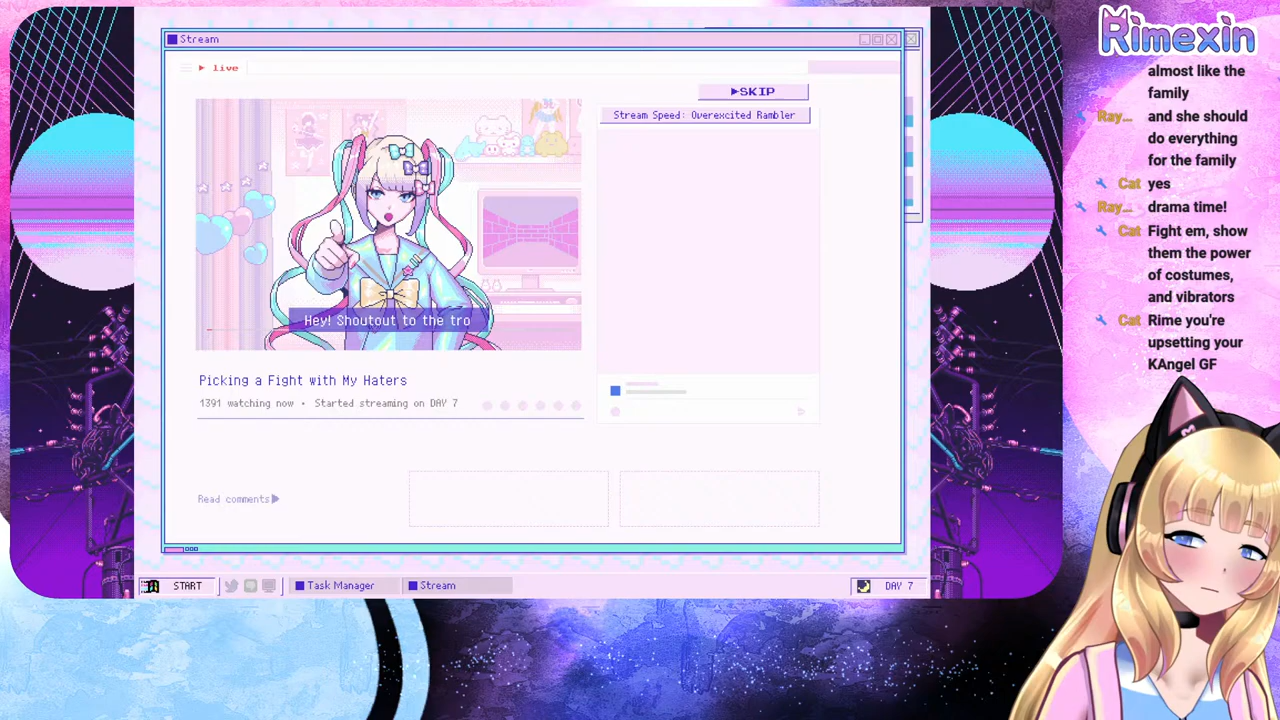 Stream
live
▶SKIP
Stream Speed: Overexcited Rambler
Hey! Shoutout to the tro
Picking a Fight with My Haters
1391 watching now • Started streaming on DAY 7
Read comments▶
START
Task Manager
Stream
DAY 7
Rimexin
almost like the
family
Ray... and she should
do everything
for the family
Cat yes
Ray... drama time!
Cat Fight em, show
them the power
of costumes,
and vibrators
Cat Rime you're
upsetting your
KAngel GF